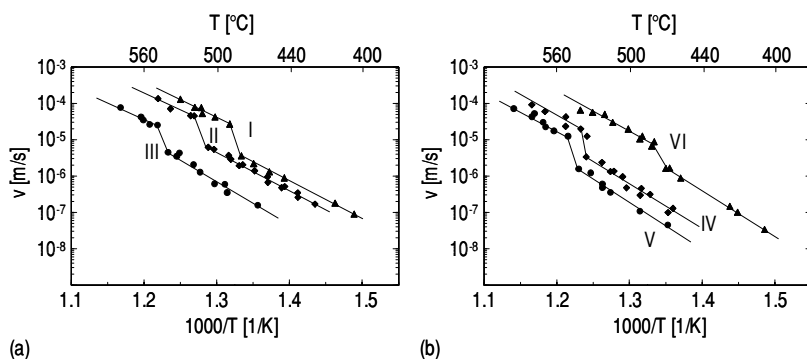 T [°C]
560 500 440 400
10-3
10-4
10-5
10-6
10-7
10-8
v [m/s]
I
II
III
1.1 1.2 1.3 1.4 1.5
1000/T [1/K]
(a)
T [°C]
560 500 440 400
10-3
10-4
10-5
10-6
10-7
10-8
v [m/s]
VI
IV
V
1.1 1.2 1.3 1.4 1.5
1000/T [1/K]
(b)